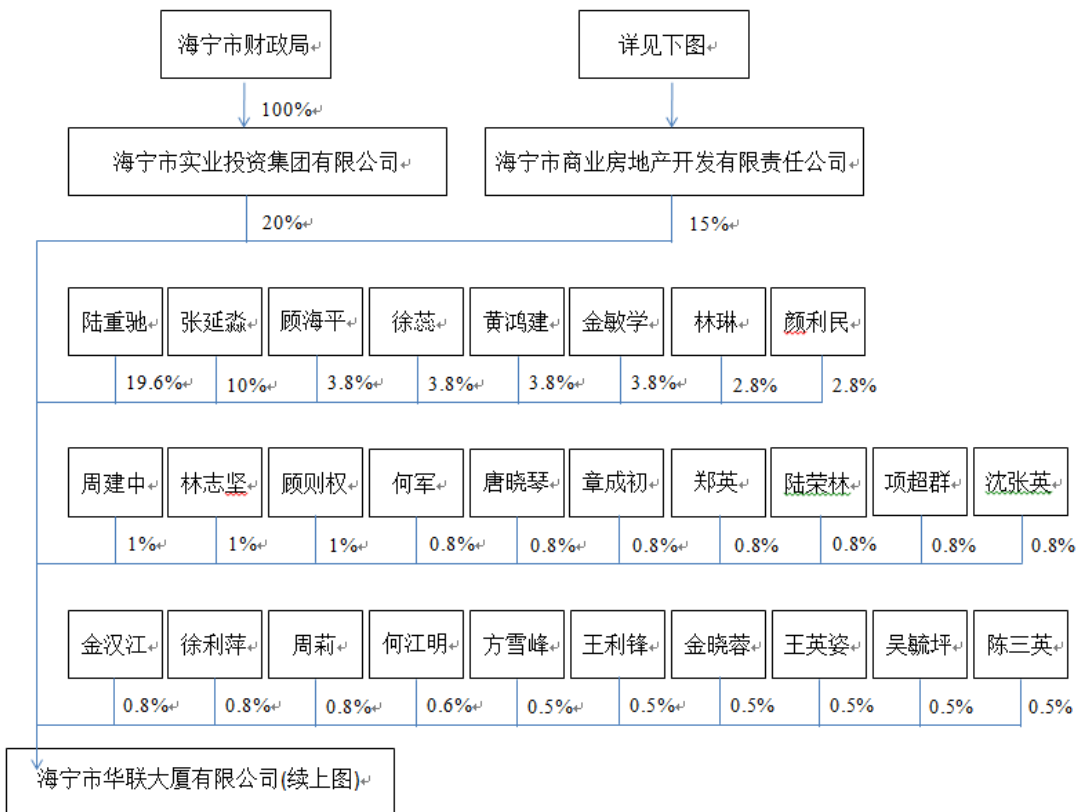 海宁市财政局
详见下图
100%
海宁市实业投资集团有限公司
海宁市商业房地产开发有限责任公司
20%
15%
陆重驰 张延淼 顾海平 徐蕊 黄鸿建 金敏学 林琳 颜利民
19.6% 10% 3.8% 3.8% 3.8% 3.8% 2.8% 2.8%
周建中 林志坚 顾则权 何军 唐晓琴 章成初 郑英 陆荣林 项超群 沈张英
1% 1% 1% 0.8% 0.8% 0.8% 0.8% 0.8% 0.8% 0.8%
金汉江 徐利萍 周莉 何江明 方雪峰 王利锋 金晓蓉 王英姿 吴毓坪 陈三英
0.8% 0.8% 0.8% 0.6% 0.5% 0.5% 0.5% 0.5% 0.5% 0.5%
海宁市华联大厦有限公司(续上图)